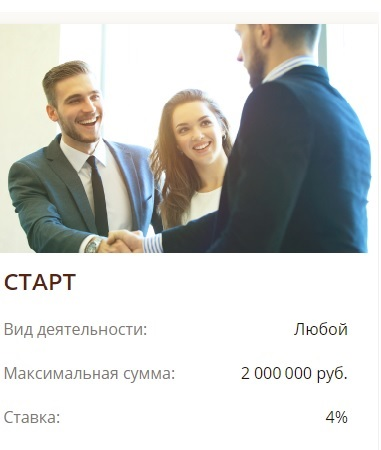 СТАРТ
Вид деятельности: Любой
Максимальная сумма: 2 000 000 руб.
Ставка: 4%